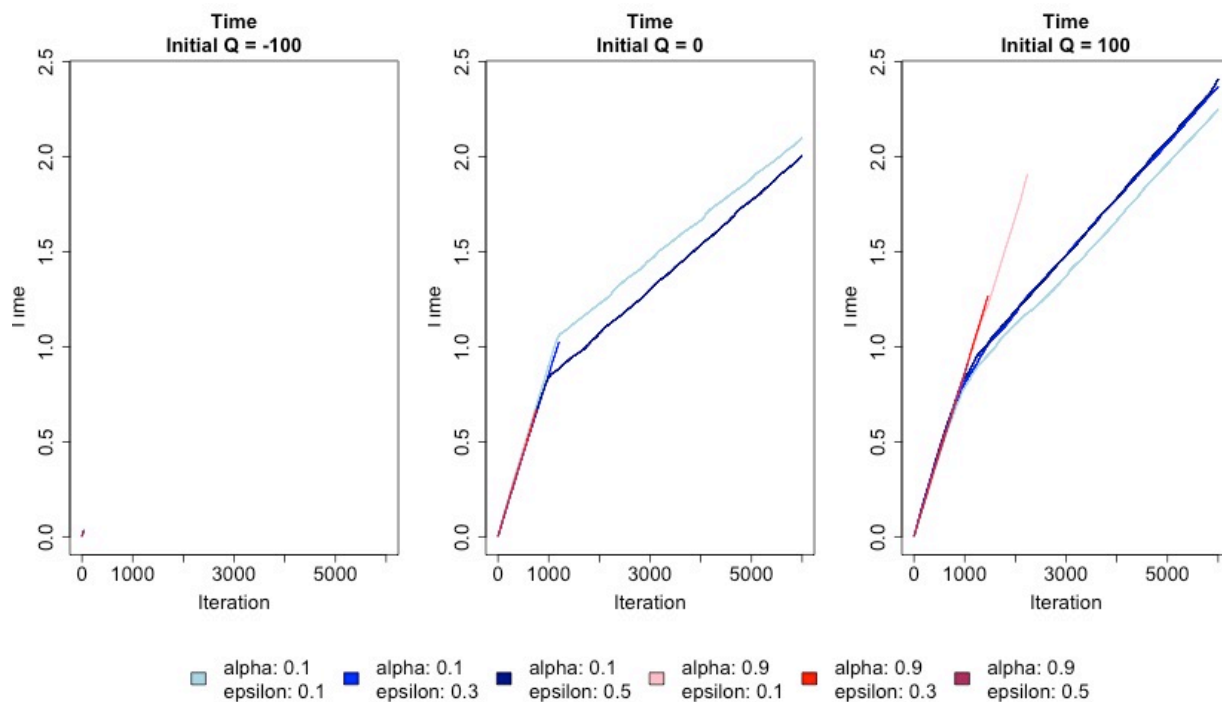 Time
Initial Q = -100
Time
Initial Q = 0
Time
Initial Q = 100
Time
0.0
0.5
1.0
1.5
2.0
2.5
0 1000 3000 5000
Iteration
Time
0.0
0.5
1.0
1.5
2.0
2.5
0 1000 3000 5000
Iteration
Time
0.0
0.5
1.0
1.5
2.0
2.5
0 1000 3000 5000
Iteration
alpha: 0.1
epsilon: 0.1
alpha: 0.1
epsilon: 0.3
alpha: 0.1
epsilon: 0.5
alpha: 0.9
epsilon: 0.1
alpha: 0.9
epsilon: 0.3
alpha: 0.9
epsilon: 0.5